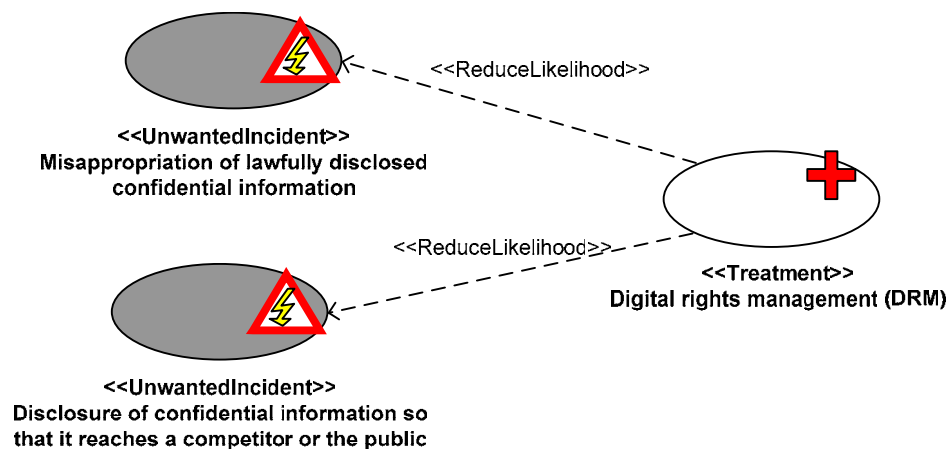 <<ReduceLikelihood>>
<<UnwantedIncident>>
Misappropriation of lawfully disclosed
confidential information
<<ReduceLikelihood>>
<<Treatment>>
Digital rights management (DRM)
<<UnwantedIncident>>
Disclosure of confidential information so
that it reaches a competitor or the public